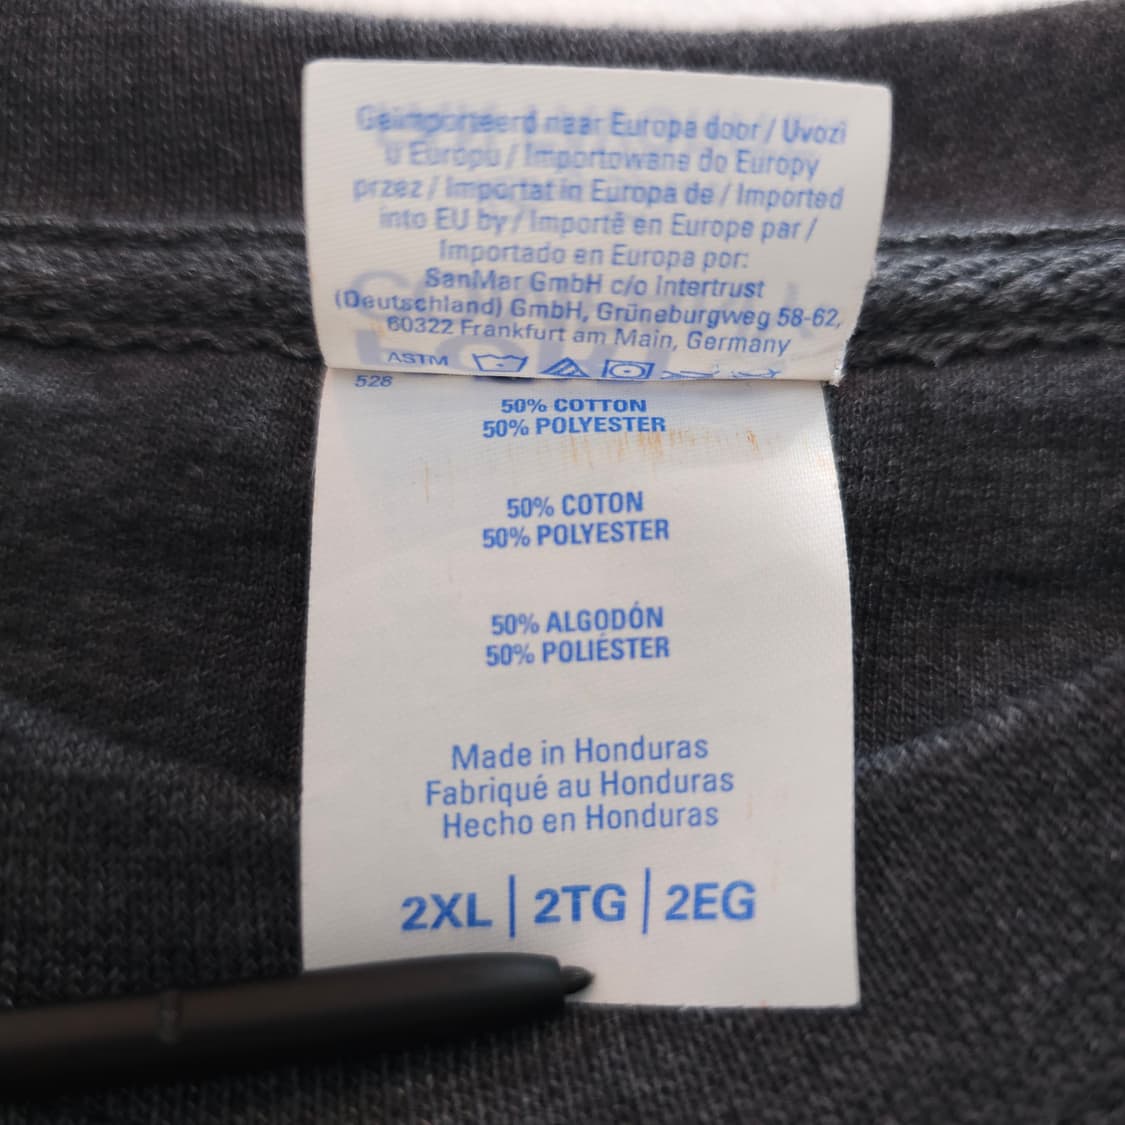 Geïmporteerd naar Europa door / Uvozi
u Europu / Importowane do Europy
przez / Importat in Europa de / Imported
into EU by / Importé en Europe par /
Importado en Europa por:
SanMar GmbH c/o Intertrust
(Deutschland) GmbH, Grüneburgweg 58-62,
60322 Frankfurt am Main, Germany
ASTM
528
50% COTTON
50% POLYESTER
50% COTON
50% POLYESTER
50% ALGODÓN
50% POLIÉSTER
Made in Honduras
Fabriqué au Honduras
Hecho en Honduras
2XL | 2TG | 2EG